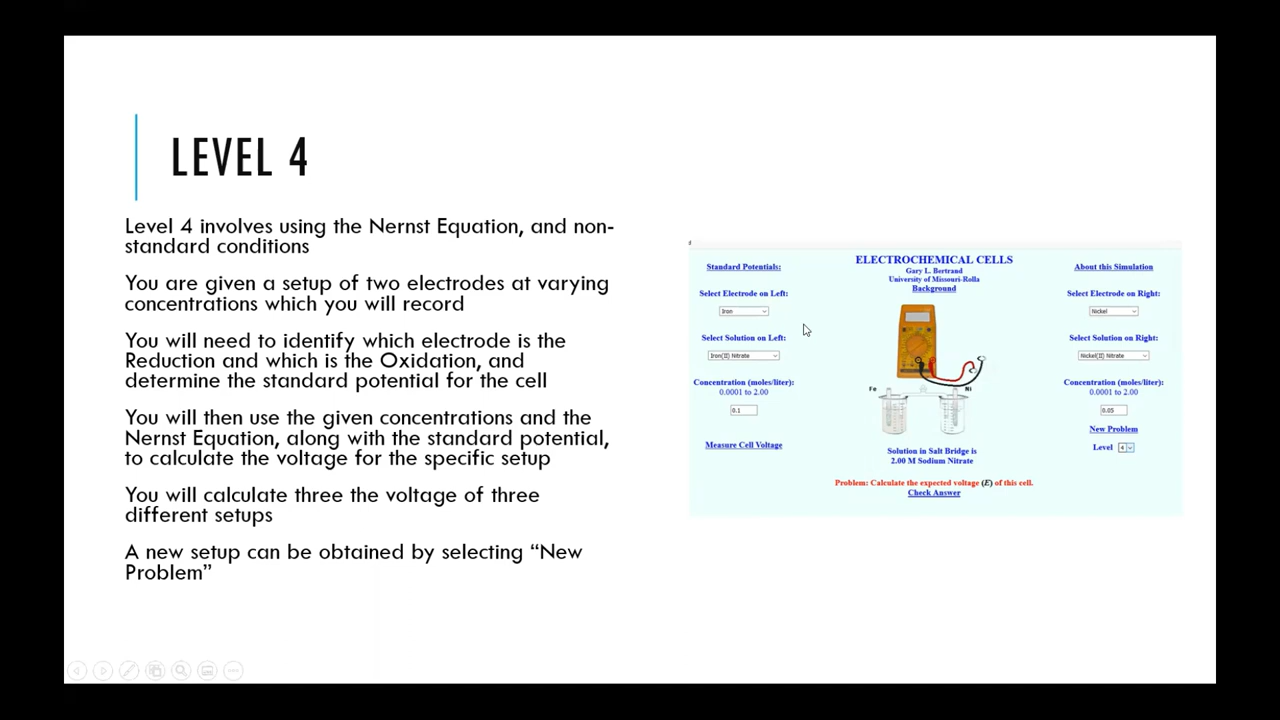 LEVEL 4
Level 4 involves using the Nernst Equation, and non-
standard conditions
You are given a setup of two electrodes at varying
concentrations which you will record
You will need to identify which electrode is the
Reduction and which is the Oxidation, and
determine the standard potential for the cell
You will then use the given concentrations and the
Nernst Equation, along with the standard potential,
to calculate the voltage for the specific setup
You will calculate three the voltage of three
different setups
A new setup can be obtained by selecting “New
Problem”
Standard Potentials:
Select Electrode on Left:
Iron
Select Solution on Left:
Iron(II) Nitrate
Concentration (moles/liter):
0.0001 to 2.00
0.1
Measure Cell Voltage
ELECTROCHEMICAL CELLS
Gary L. Bertrand
University of Missouri-Rolla
Background
Fe
Ni
Solution in Salt Bridge is
2.00 M Sodium Nitrate
Problem: Calculate the expected voltage (E) of this cell.
Check Answer
About this Simulation
Select Electrode on Right:
Nickel
Select Solution on Right:
Nickel(II) Nitrate
Concentration (moles/liter):
0.0001 to 2.00
0.05
New Problem
Level 4